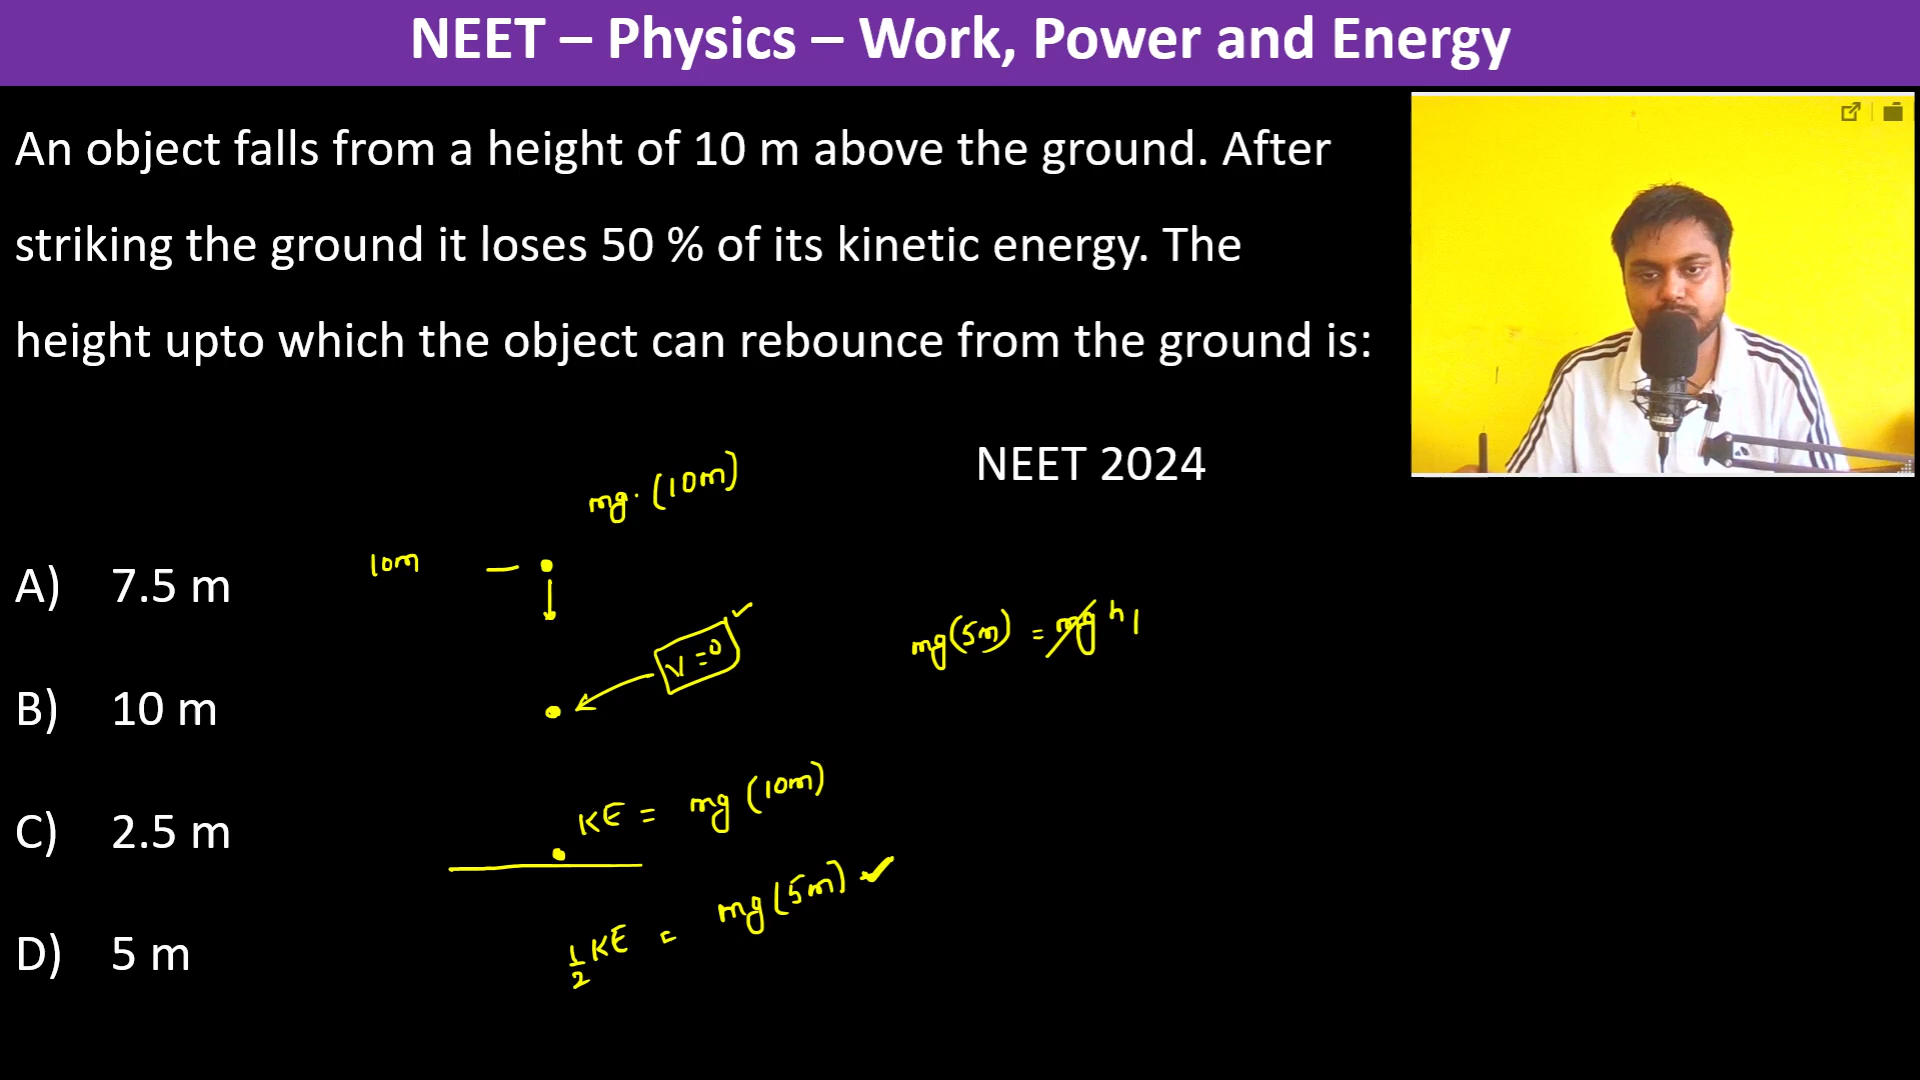 NEET – Physics – Work, Power and Energy
An object falls from a height of 10 m above the ground. After
striking the ground it loses 50 % of its kinetic energy. The
height upto which the object can rebounce from the ground is:
NEET 2024
mg. (10m)
10m
A) 7.5 m
V = 0
mg(5m) = mg h1
B) 10 m
KE = mg (10m)
C) 2.5 m
1/2 KE = mg (5m) ✓
D) 5 m